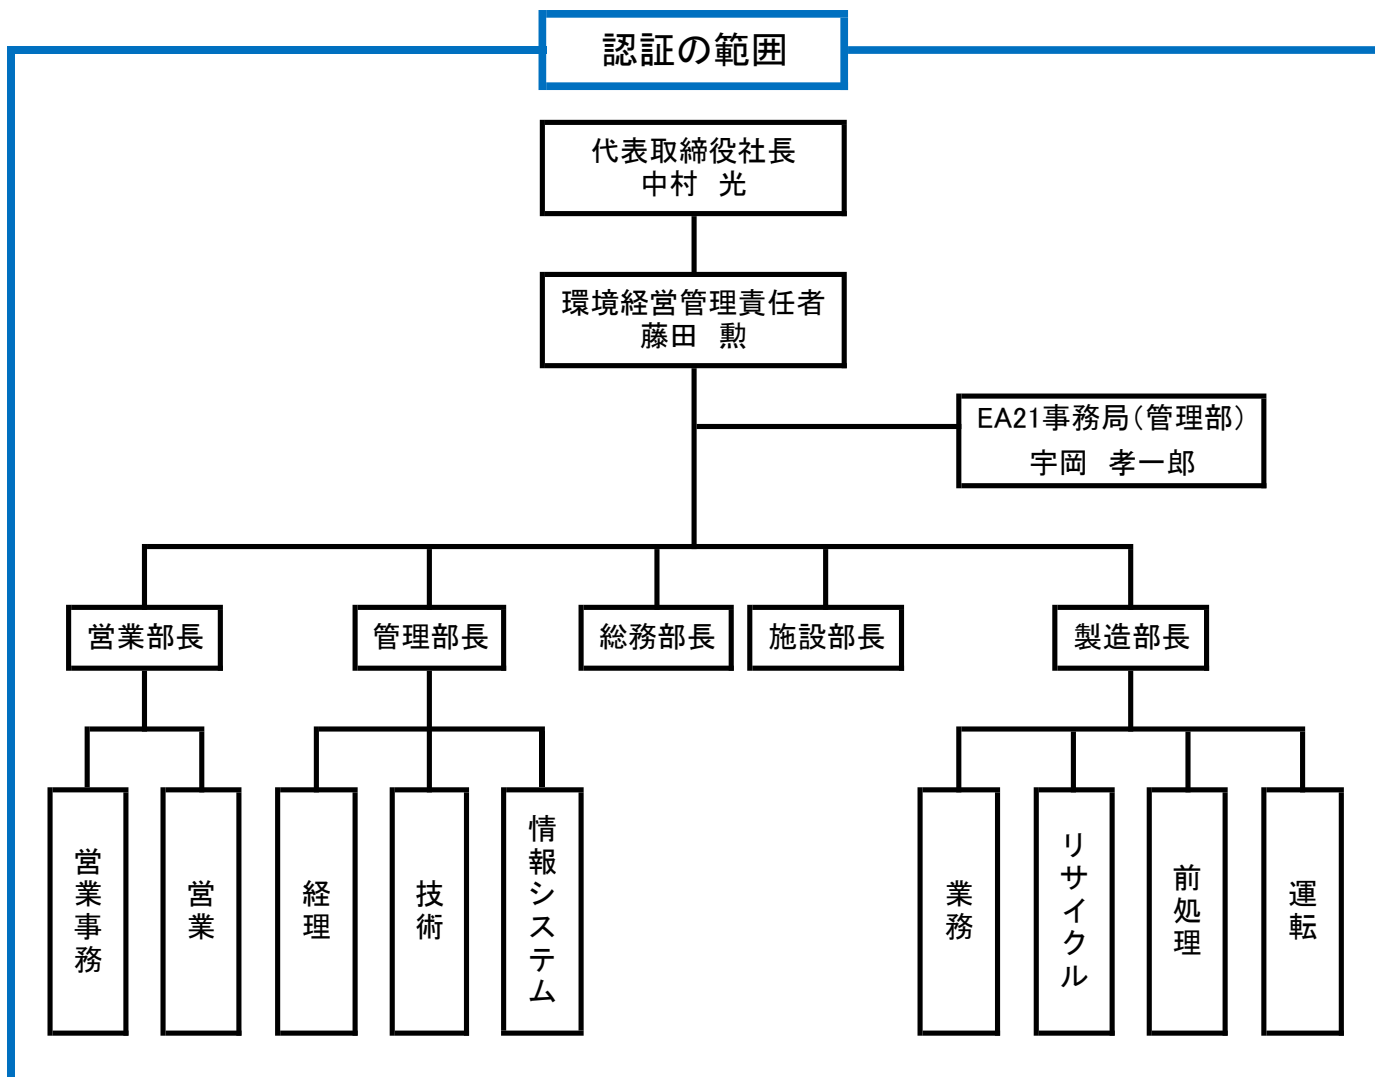 認証の範囲
代表取締役社長
中村　光
環境経営管理責任者
藤田　勲
EA21事務局(管理部)
宇岡　孝一郎
営業部長
管理部長
総務部長
施設部長
製造部長
営業事務
営業
経理
技術
情報システム
業務
リサイクル
前処理
運転